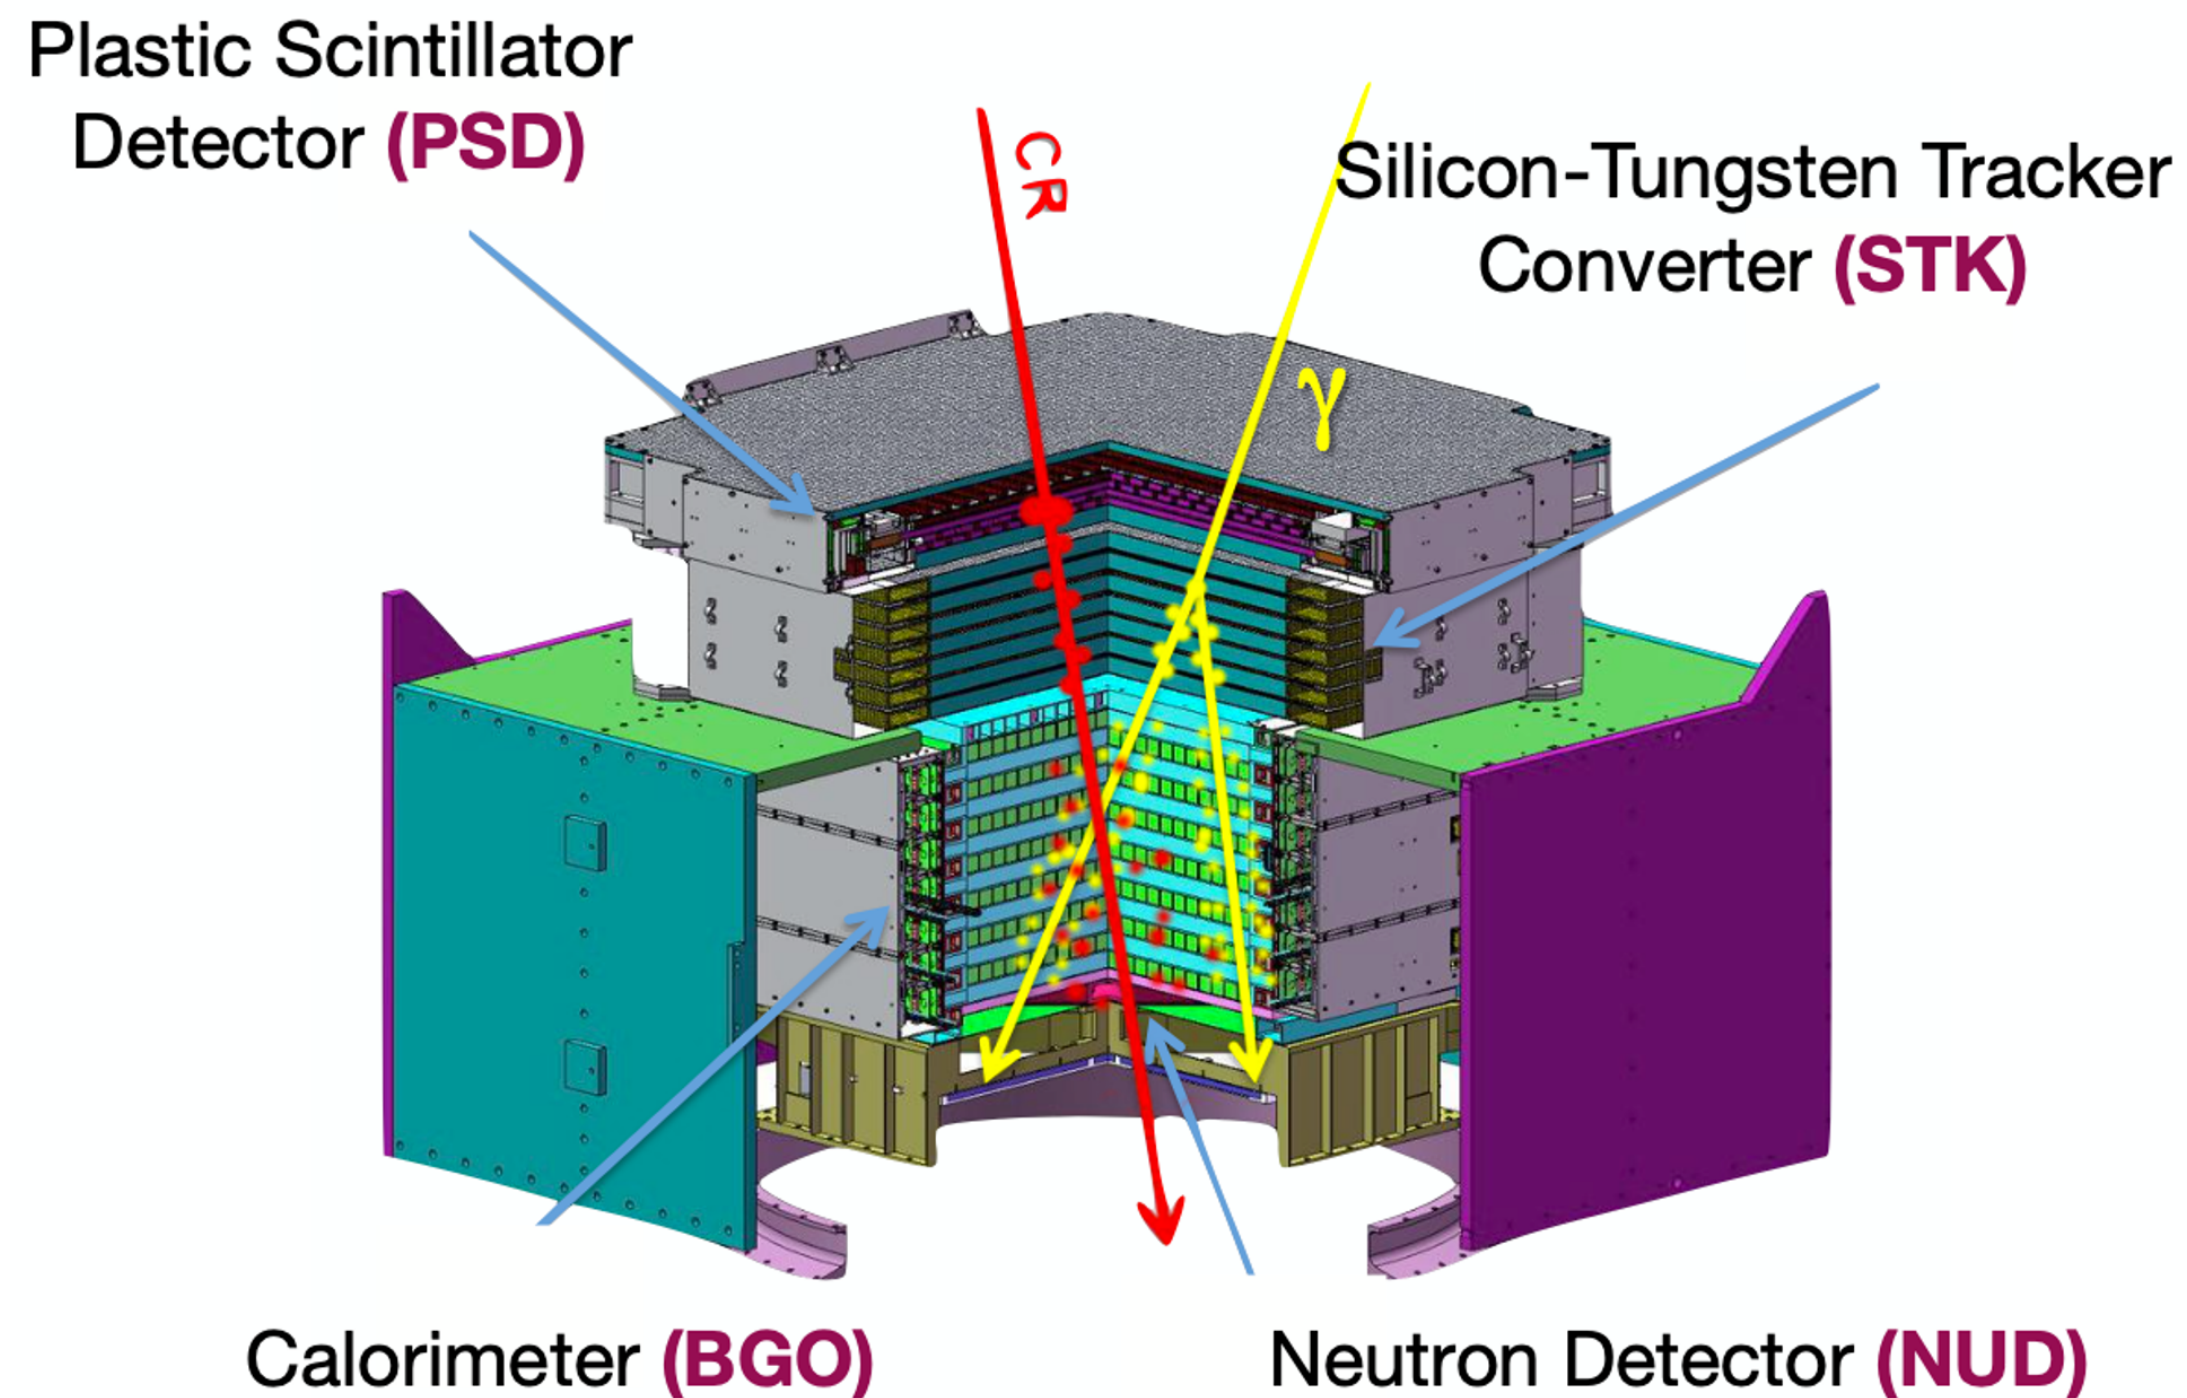 Plastic Scintillator
Detector (PSD)
CR
Silicon-Tungsten Tracker
Converter (STK)
γ
Calorimeter (BGO)
Neutron Detector (NUD)